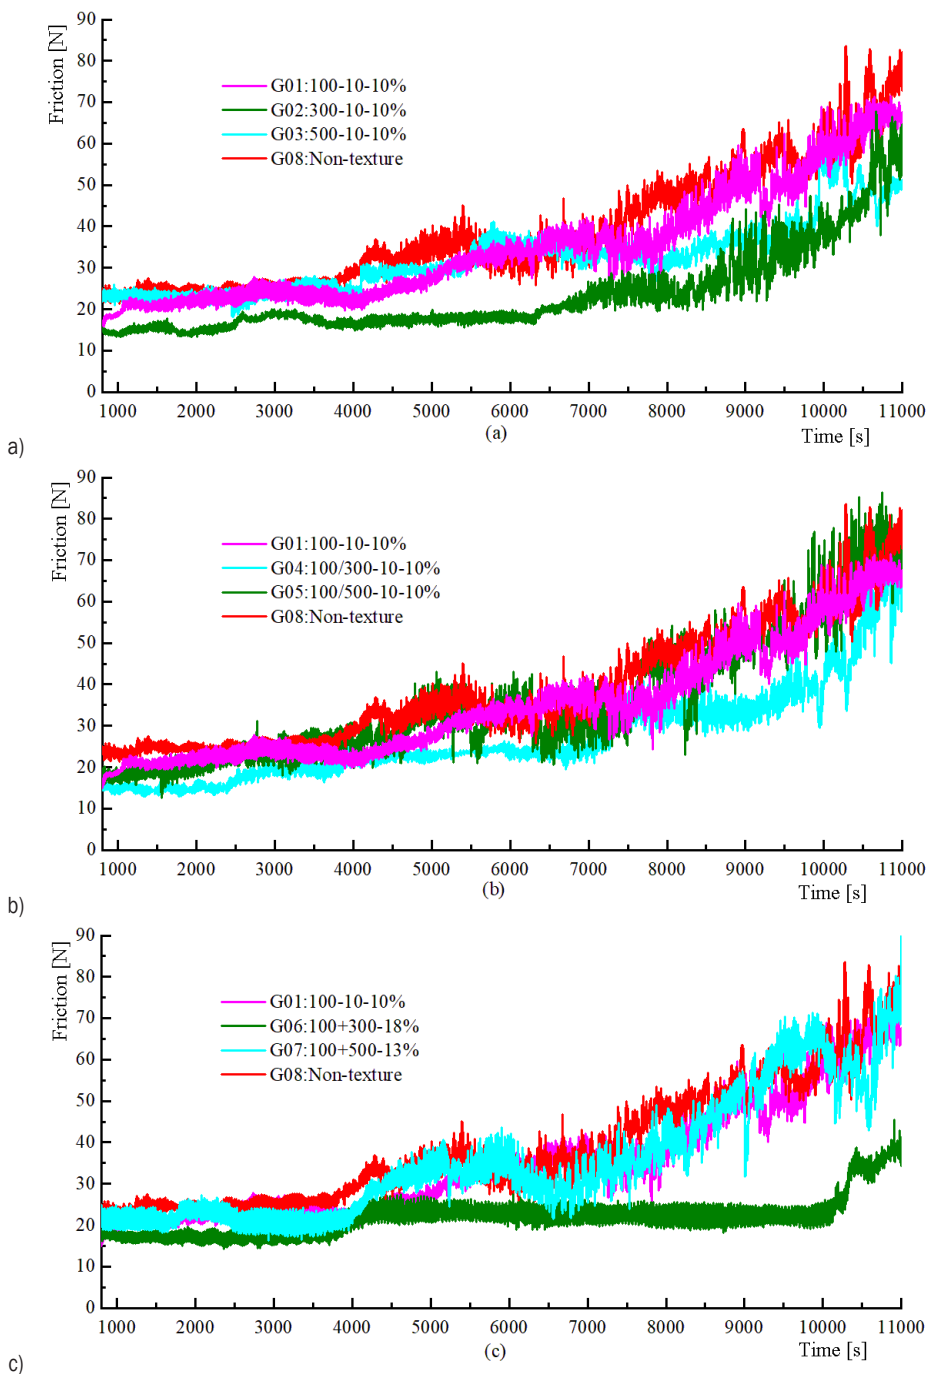 Friction [N]
90
80
70
60
50
40
30
20
10
0
G01:100-10-10%
G02:300-10-10%
G03:500-10-10%
G08:Non-texture
1000 2000 3000 4000 5000 6000 7000 8000 9000 10000 11000
(a)
Time [s]
a)
Friction [N]
90
80
70
60
50
40
30
20
10
0
G01:100-10-10%
G04:100/300-10-10%
G05:100/500-10-10%
G08:Non-texture
1000 2000 3000 4000 5000 6000 7000 8000 9000 10000 11000
(b)
Time [s]
b)
Friction [N]
90
80
70
60
50
40
30
20
10
0
G01:100-10-10%
G06:100+300-18%
G07:100+500-13%
G08:Non-texture
1000 2000 3000 4000 5000 6000 7000 8000 9000 10000 11000
(c)
Time [s]
c)